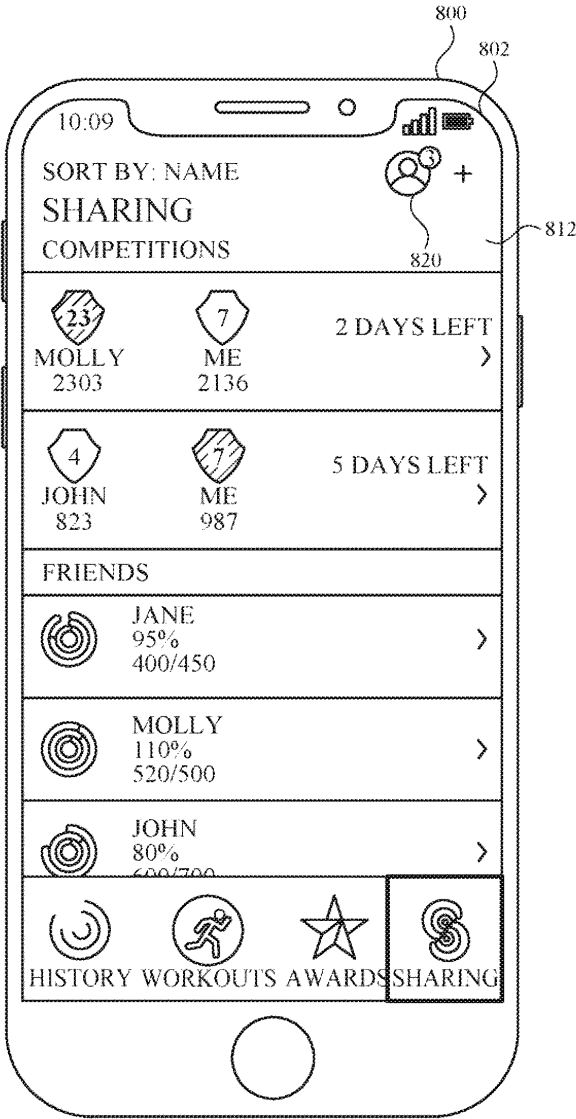 800
802
10:09
SORT BY: NAME
3
+
SHARING
812
COMPETITIONS
820
23
7
2 DAYS LEFT
MOLLY
ME
2303
2136
4
7
5 DAYS LEFT
JOHN
ME
823
987
FRIENDS
JANE
95%
400/450
MOLLY
110%
520/500
JOHN
80%
600/700
HISTORY WORKOUTS AWARDS SHARING